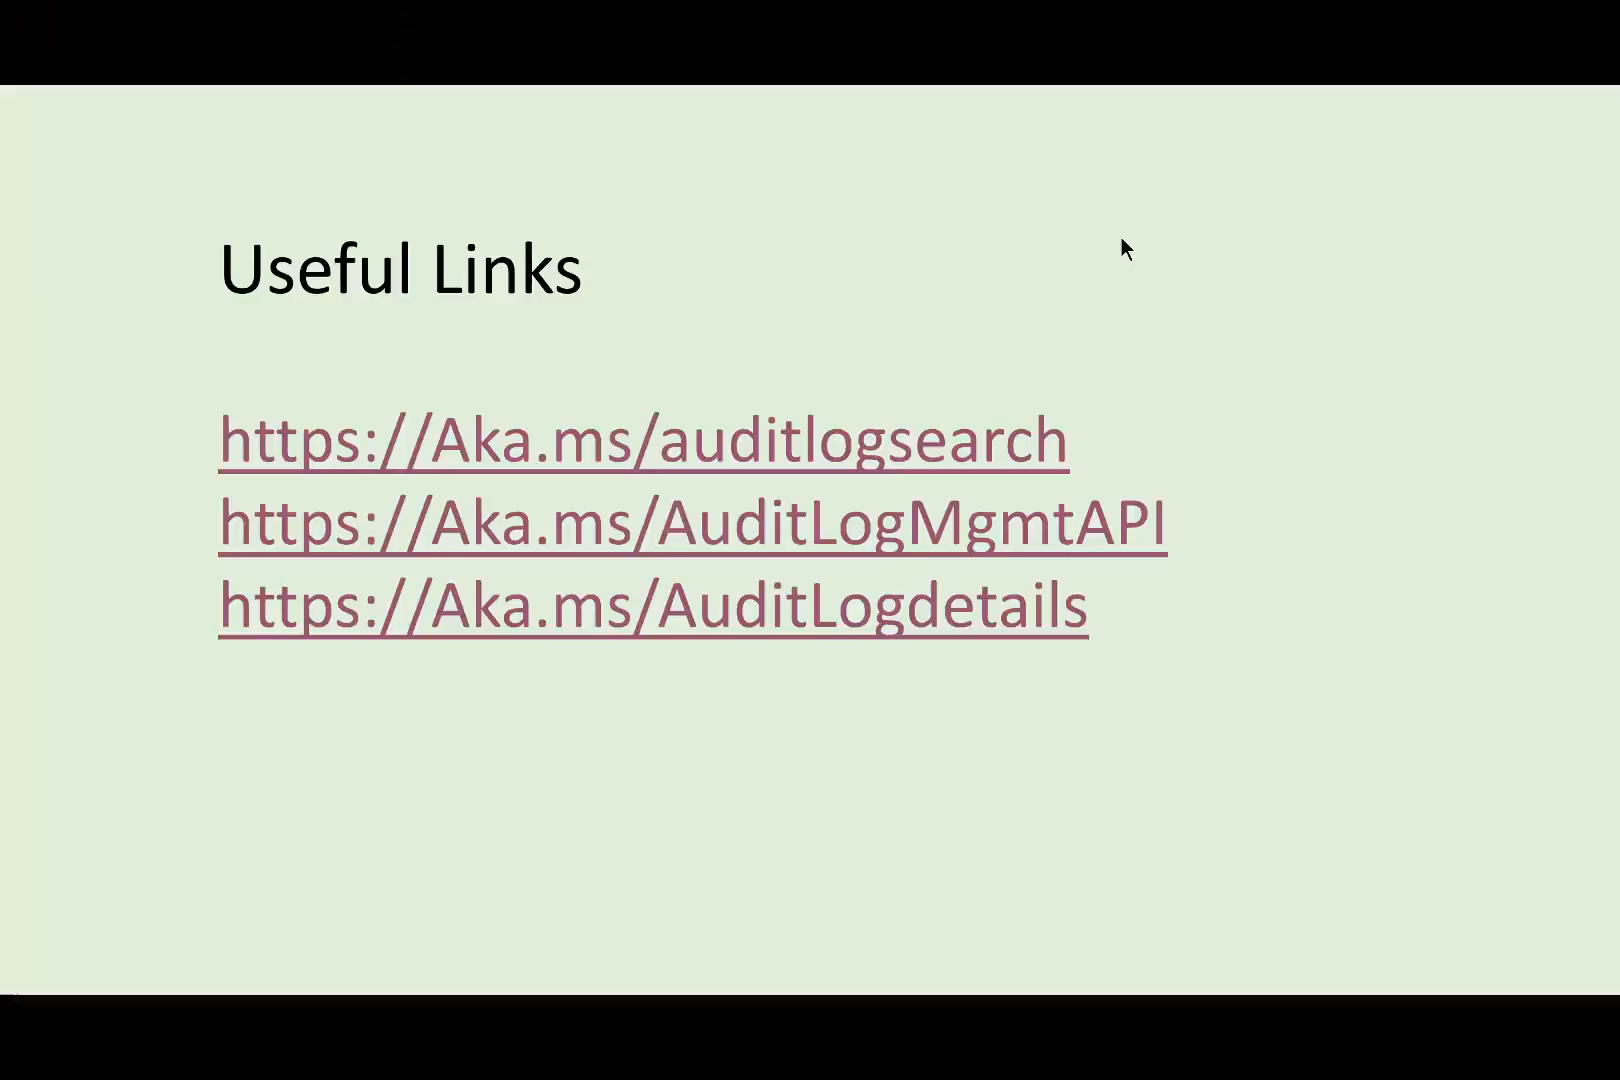 Useful Links
https://Aka.ms/auditlogsearch
https://Aka.ms/AuditLogMgmtAPI
https://Aka.ms/AuditLogdetails